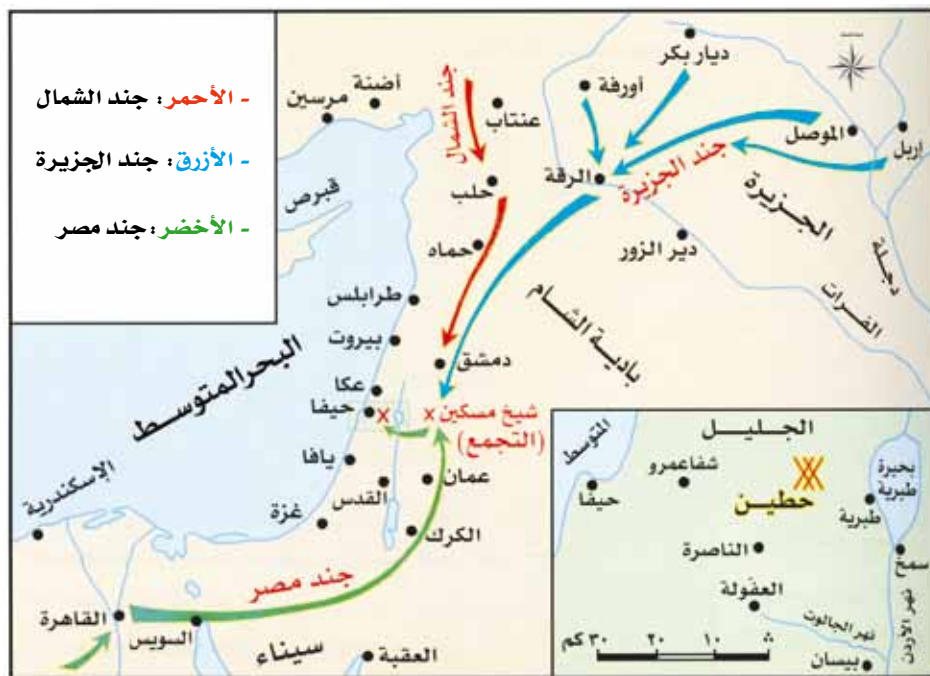 - الأحمر: جند الشمال
- الأزرق: جند الجزيرة
- الأخضر: جند مصر
ديار بكر
أورفة
أضنة
مرسين
عنتاب
جند الشمال
الموصل
إربل
جند الجزيرة
الرقة
حلب
قبرص
الجزيرة
دجلة
حماه
دير الزور
الفرات
طرابلس
بادية الشام
بيروت
دمشق
البحر المتوسط
عكا
حيفا
شيخ مسكين
(التجمع)
يافا
عمان
القدس
الإسكندرية
غزة
الكرك
جند مصر
القاهرة
السويس
سيناء
العقبة
الجليل
المتوسط
شفاعمرو
حيفا
حطين
بحيرة
طبرية
طبرية
الناصرة
سمخ
العفولة
نهر الجالوت
نهر الأردن
بيسان
٣٠ كم ٢٠ ١٠